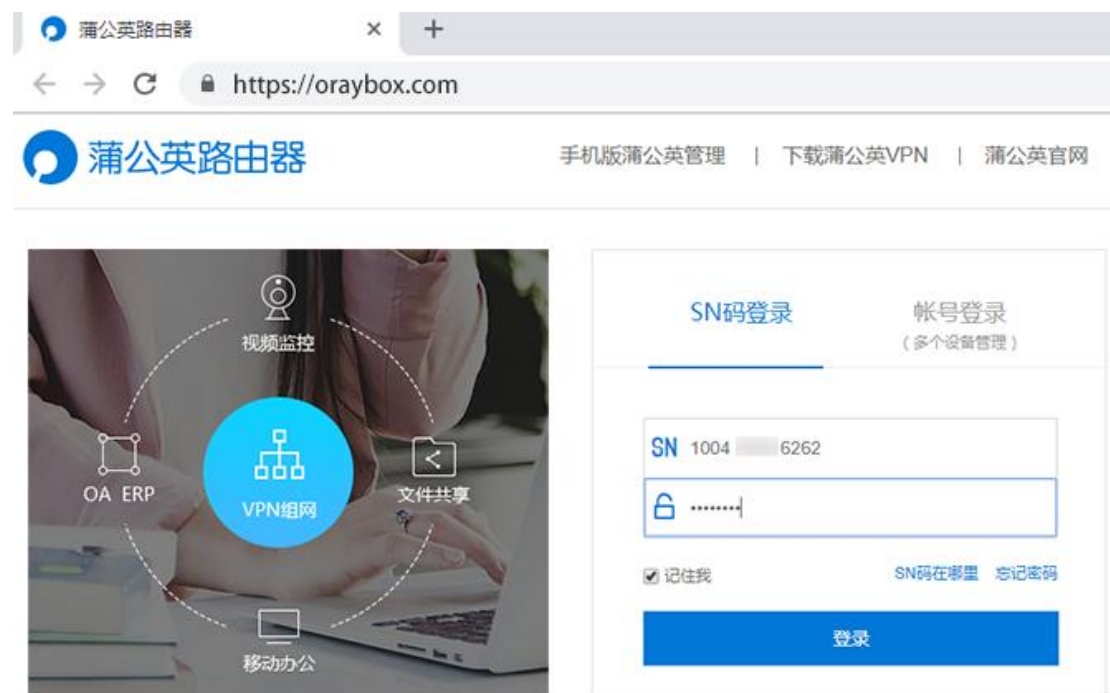 蒲公英路由器
https://oraybox.com
蒲公英路由器
手机版蒲公英管理 | 下载蒲公英VPN | 蒲公英官网
视频监控
OA ERP
VPN组网
文件共享
移动办公
SN码登录
帐号登录
(多个设备管理)
SN 1004 6262
••••••••
记住我
SN码在哪里 忘记密码
登录